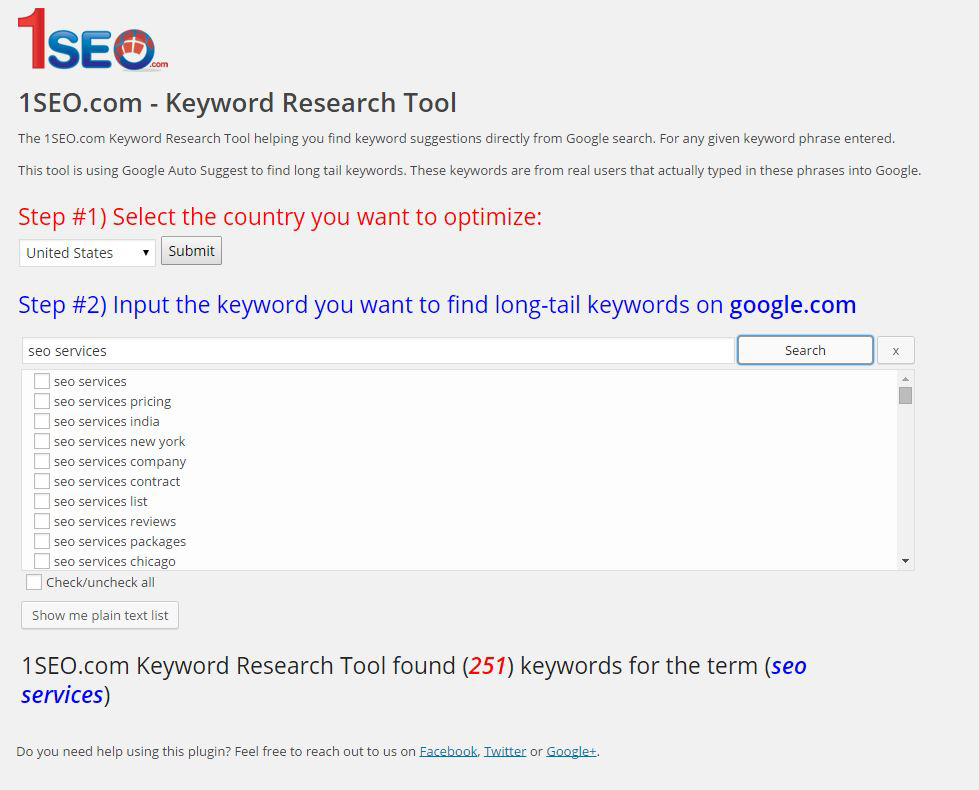 1SEO.com
1SEO.com - Keyword Research Tool
The 1SEO.com Keyword Research Tool helping you find keyword suggestions directly from Google search. For any given keyword phrase entered.
This tool is using Google Auto Suggest to find long tail keywords. These keywords are from real users that actually typed in these phrases into Google.
Step #1) Select the country you want to optimize:
United States Submit
Step #2) Input the keyword you want to find long-tail keywords on google.com
seo services Search x
seo services
seo services pricing
seo services india
seo services new york
seo services company
seo services contract
seo services list
seo services reviews
seo services packages
seo services chicago
Check/uncheck all
Show me plain text list
1SEO.com Keyword Research Tool found (251) keywords for the term (seo
services)
Do you need help using this plugin? Feel free to reach out to us on Facebook, Twitter or Google+.